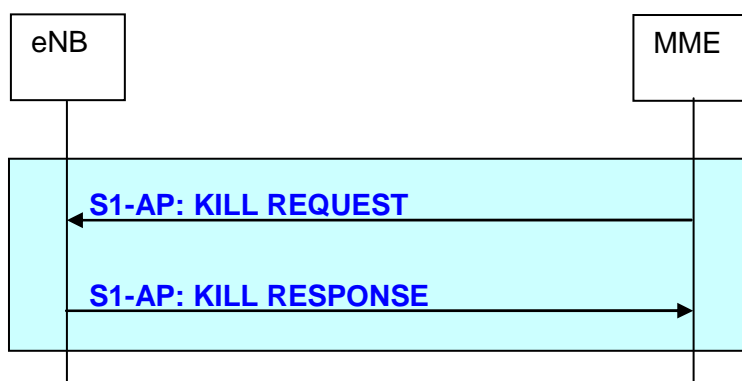 eNB
MME
S1-AP: KILL REQUEST
S1-AP: KILL RESPONSE